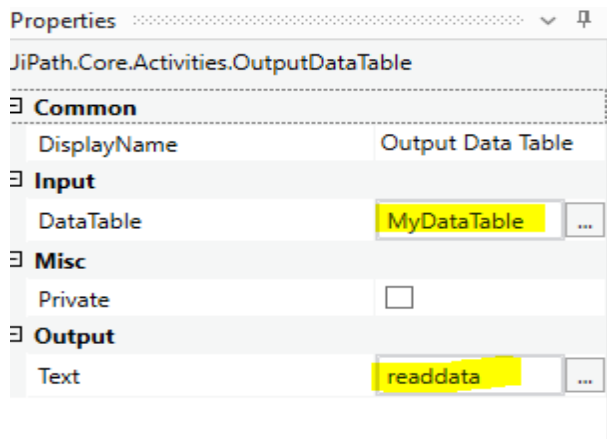 Properties
JiPath.Core.Activities.OutputDataTable
Common
DisplayName Output Data Table
Input
DataTable MyDataTable ...
Misc
Private
Output
Text readdata ...